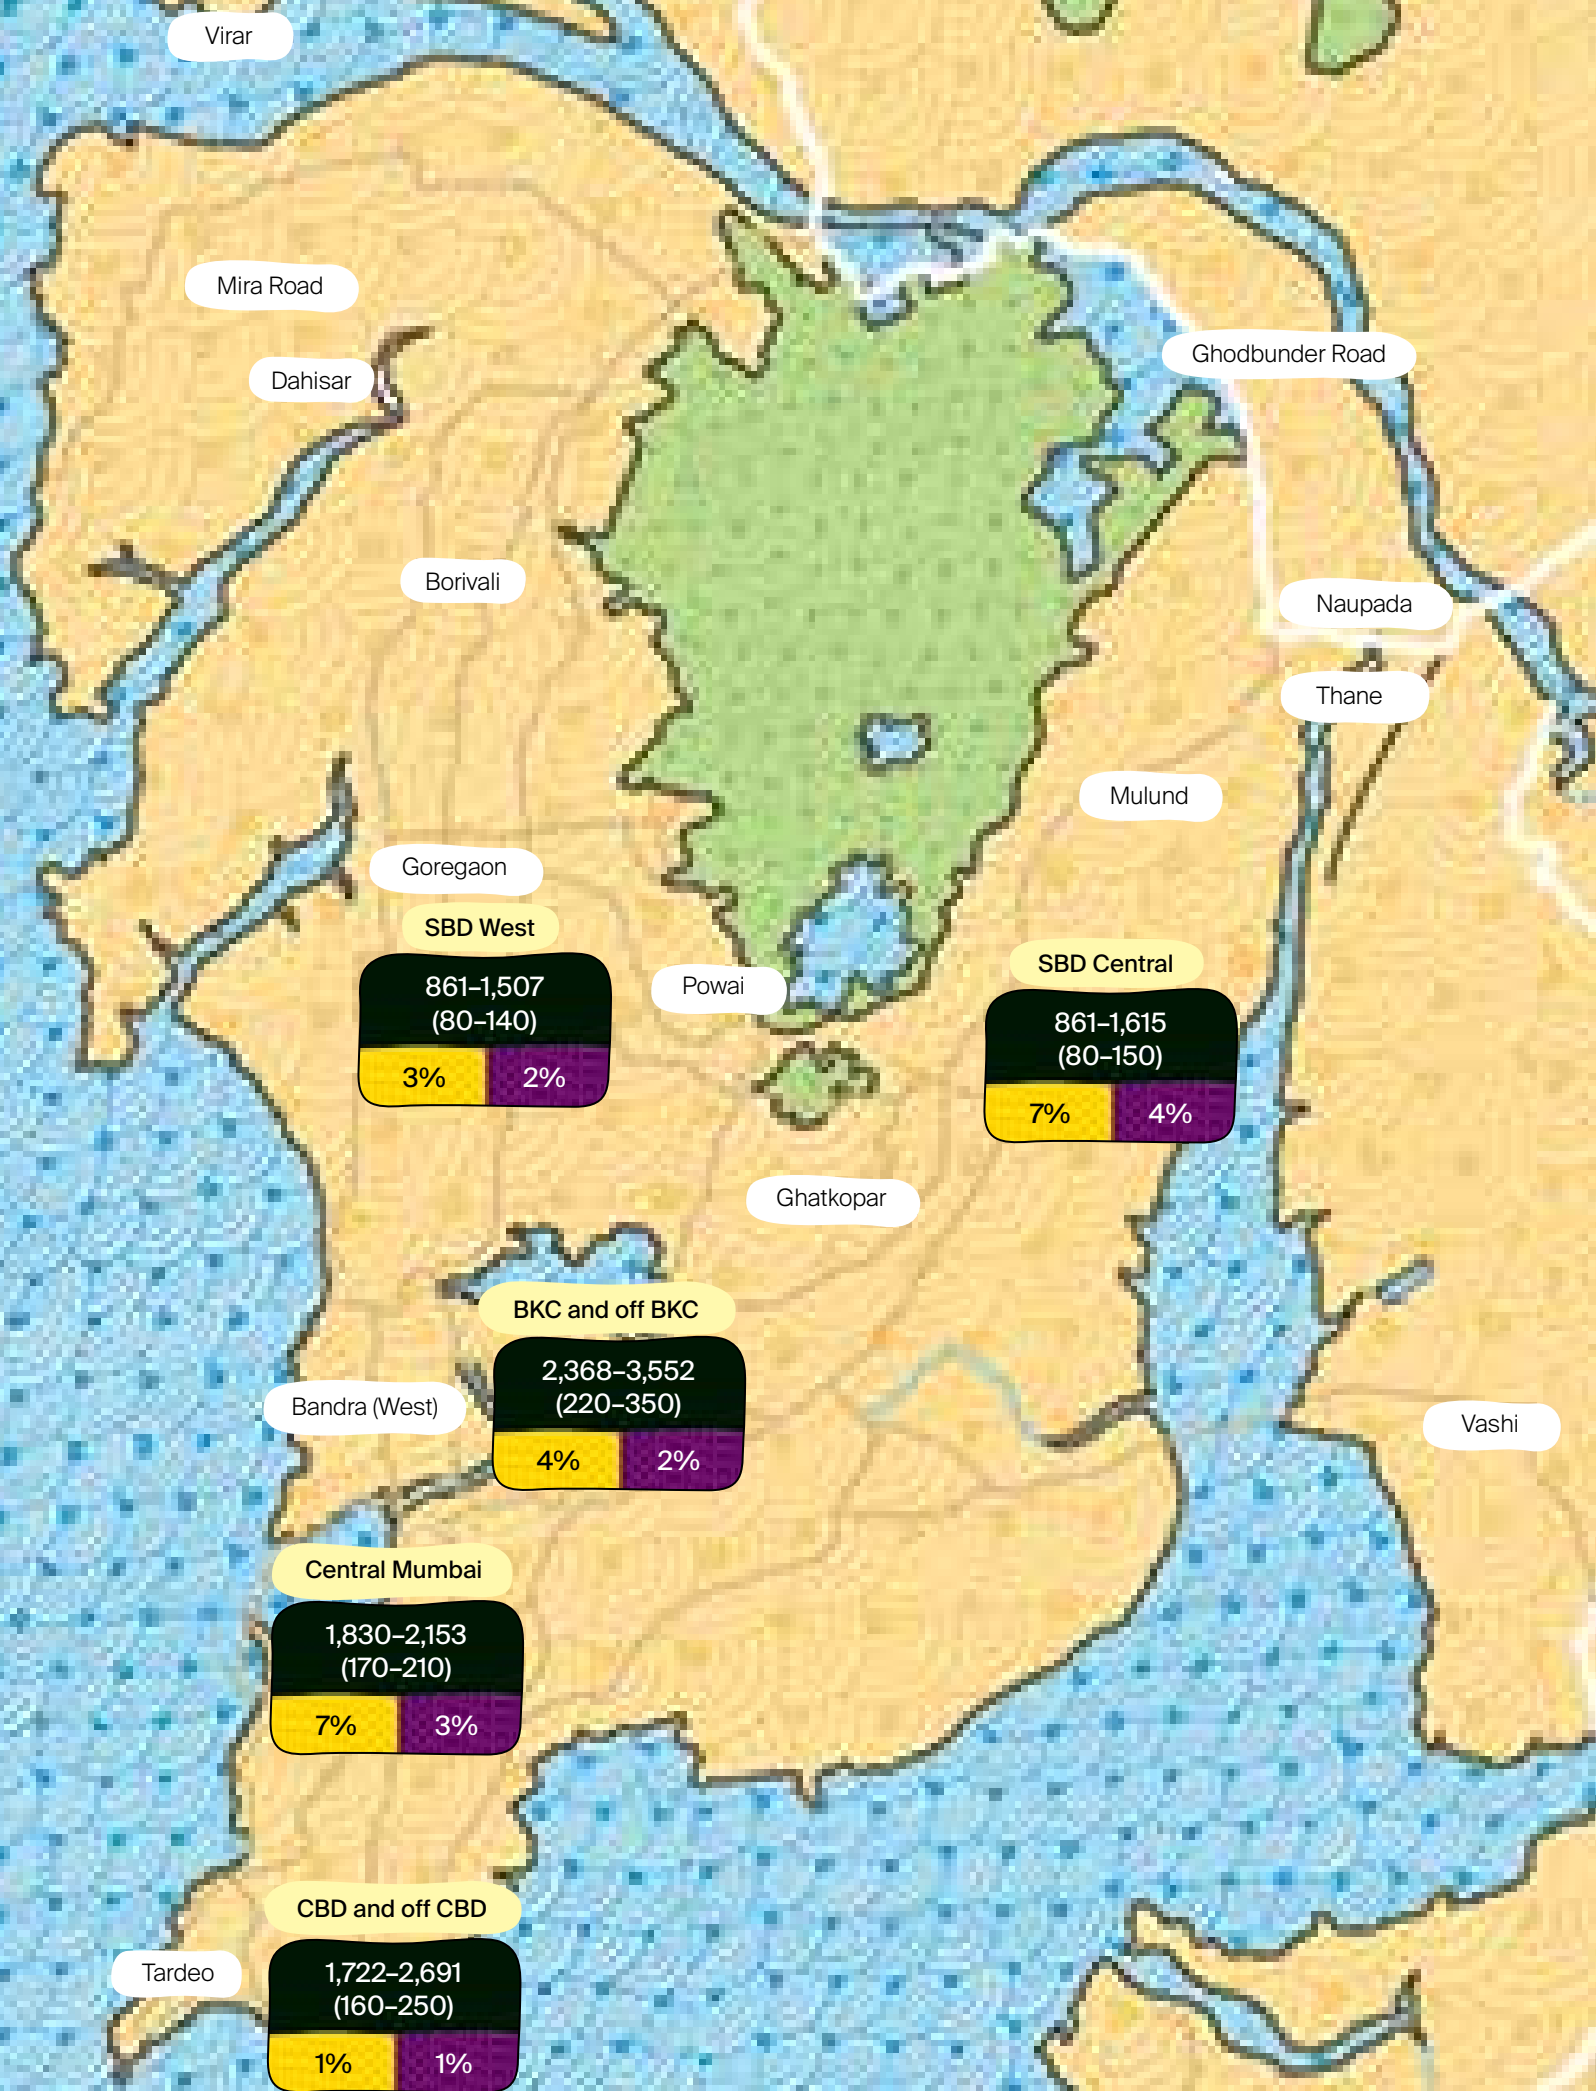 Virar
Mira Road
Ghodbunder Road
Dahisar
Borivali
Naupada
Thane
Mulund
Goregaon
SBD West
861–1,507
(80–140)
3% 2%
Powai
SBD Central
861–1,615
(80–150)
7% 4%
Ghatkopar
BKC and off BKC
2,368–3,552
(220–350)
4% 2%
Bandra (West)
Vashi
Central Mumbai
1,830–2,153
(170–210)
7% 3%
CBD and off CBD
1,722–2,691
(160–250)
1% 1%
Tardeo